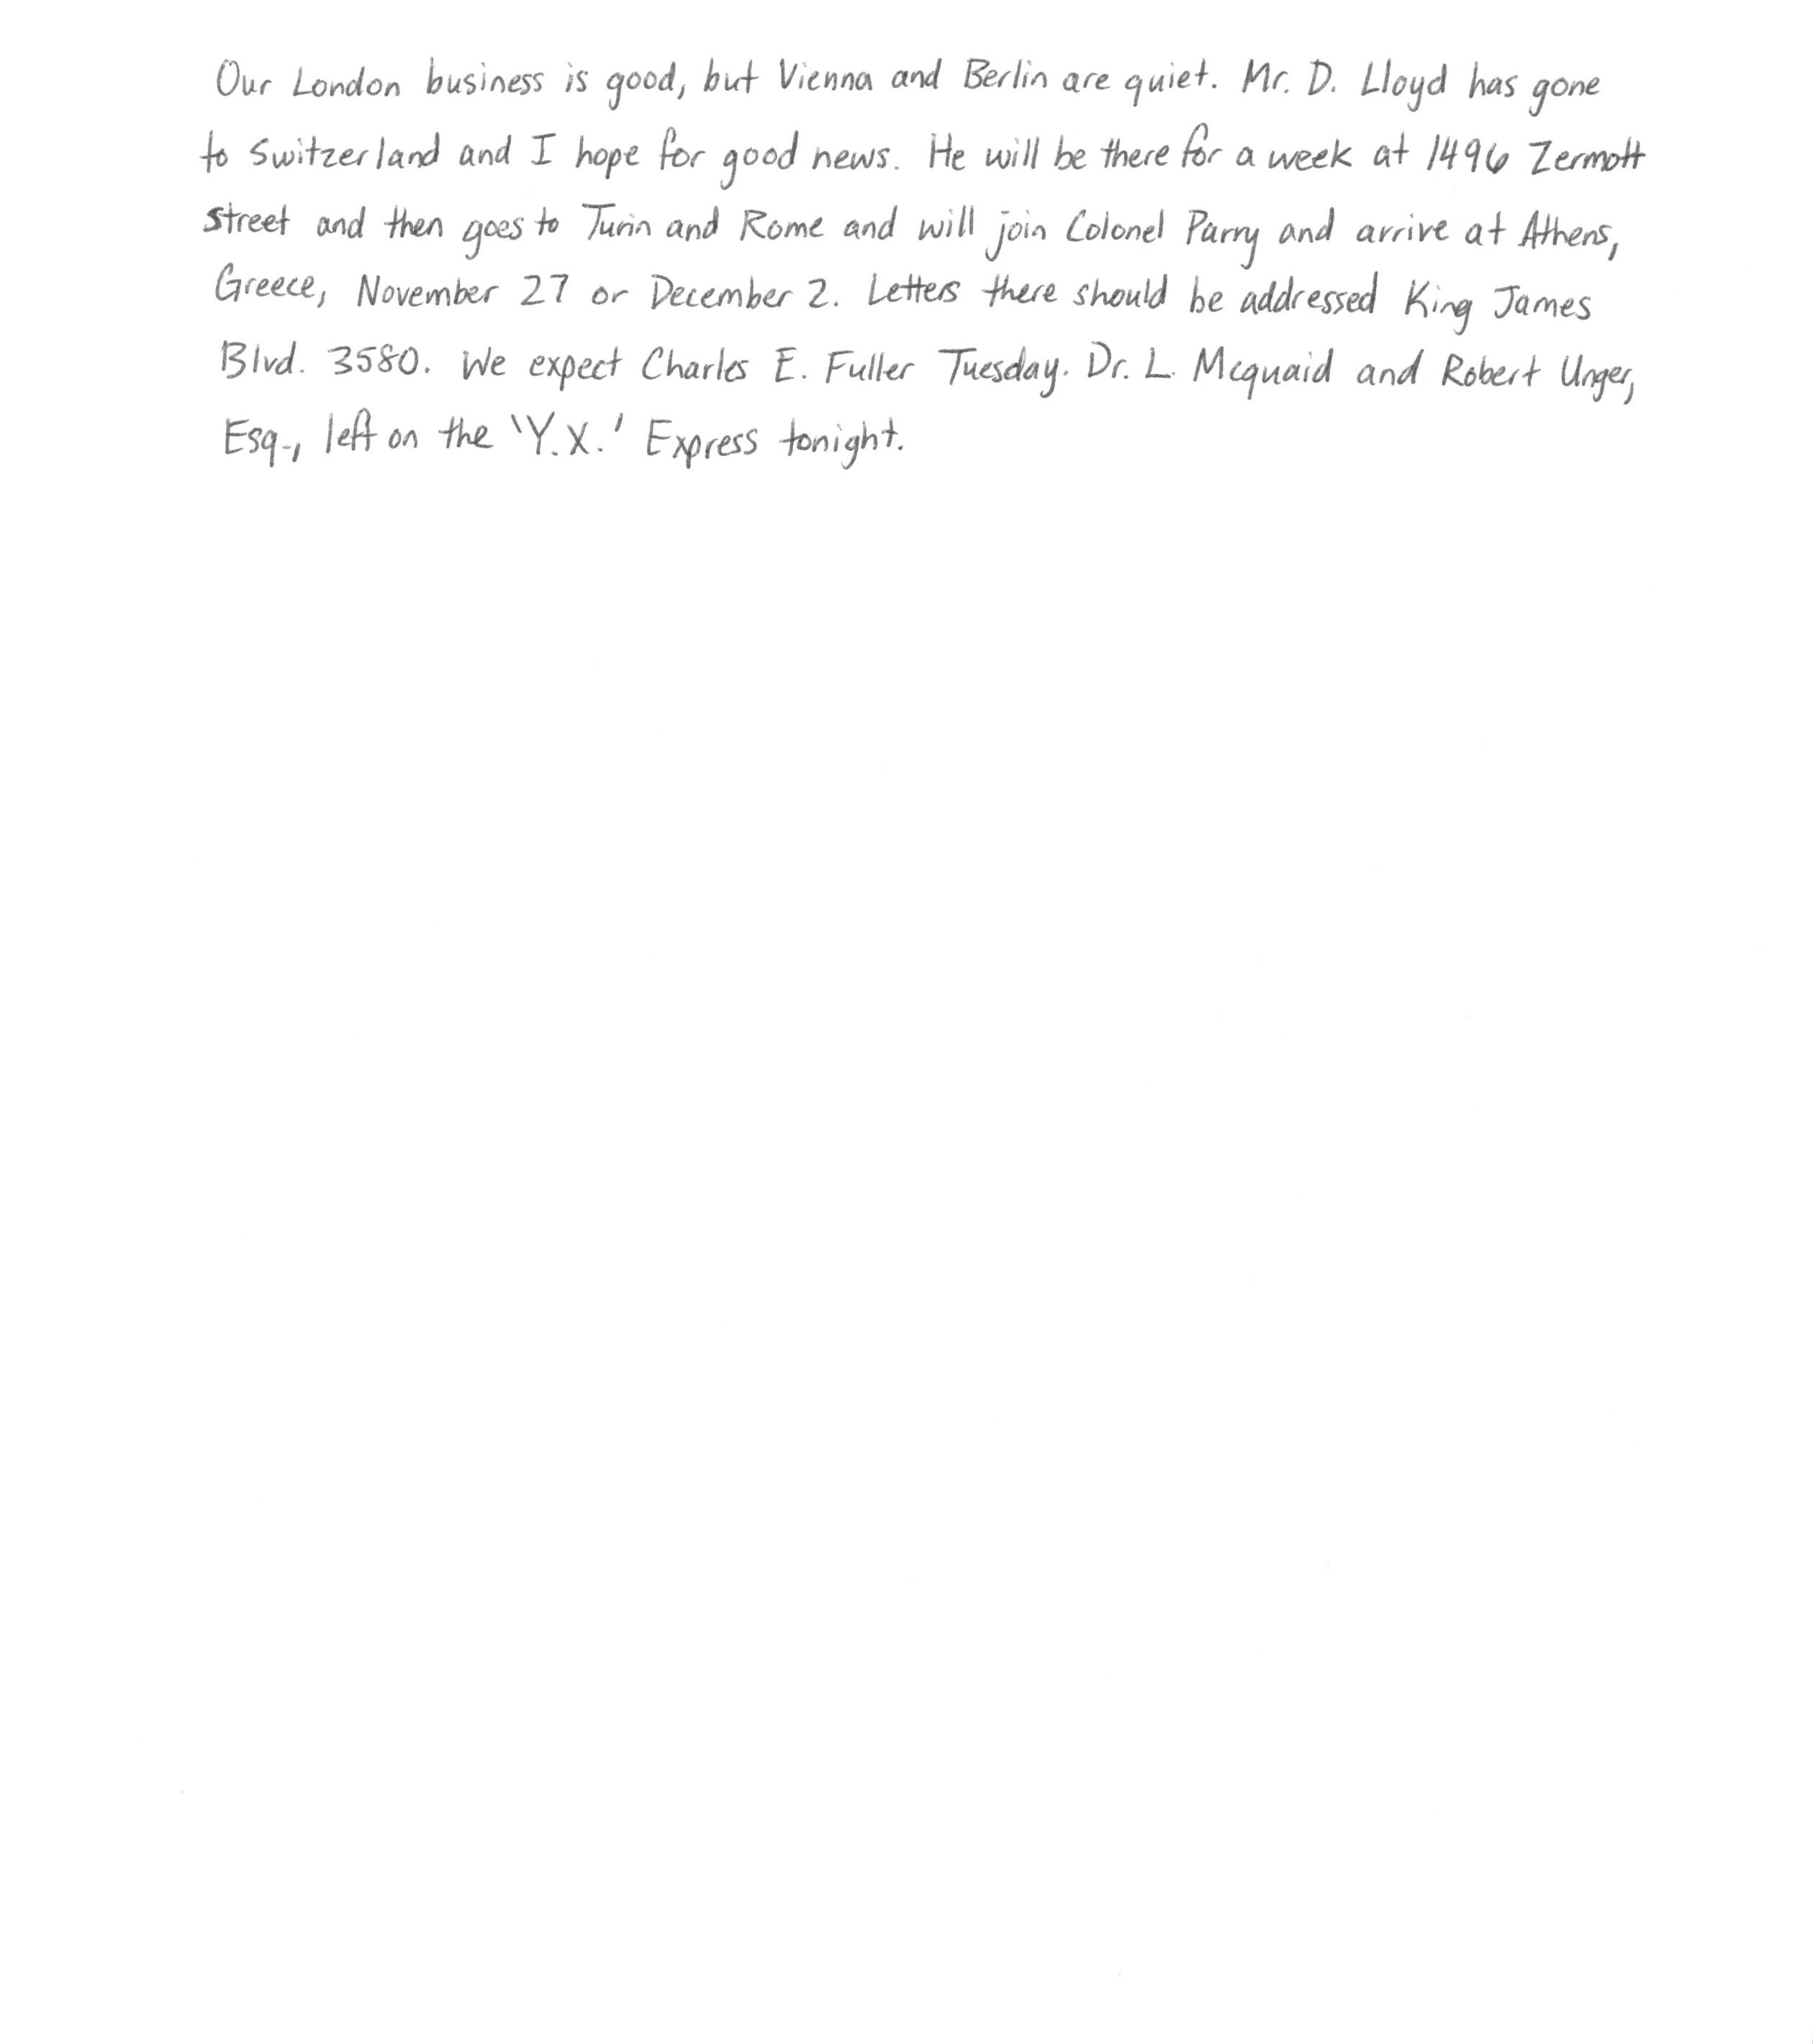 Our London business is good, but Vienna and Berlin are quiet. Mr. D. Lloyd has gone
to Switzerland and I hope for good news. He will be there for a week at 1496 Zermott
street and then goes to Turin and Rome and will join Colonel Parry and arrive at Athens,
Greece, November 27 or December 2. Letters there should be addressed King James
Blvd. 3580. We expect Charles E. Fuller Tuesday. Dr. L. Mcquaid and Robert Unger,
Esq., left on the 'Y.X.' Express tonight.